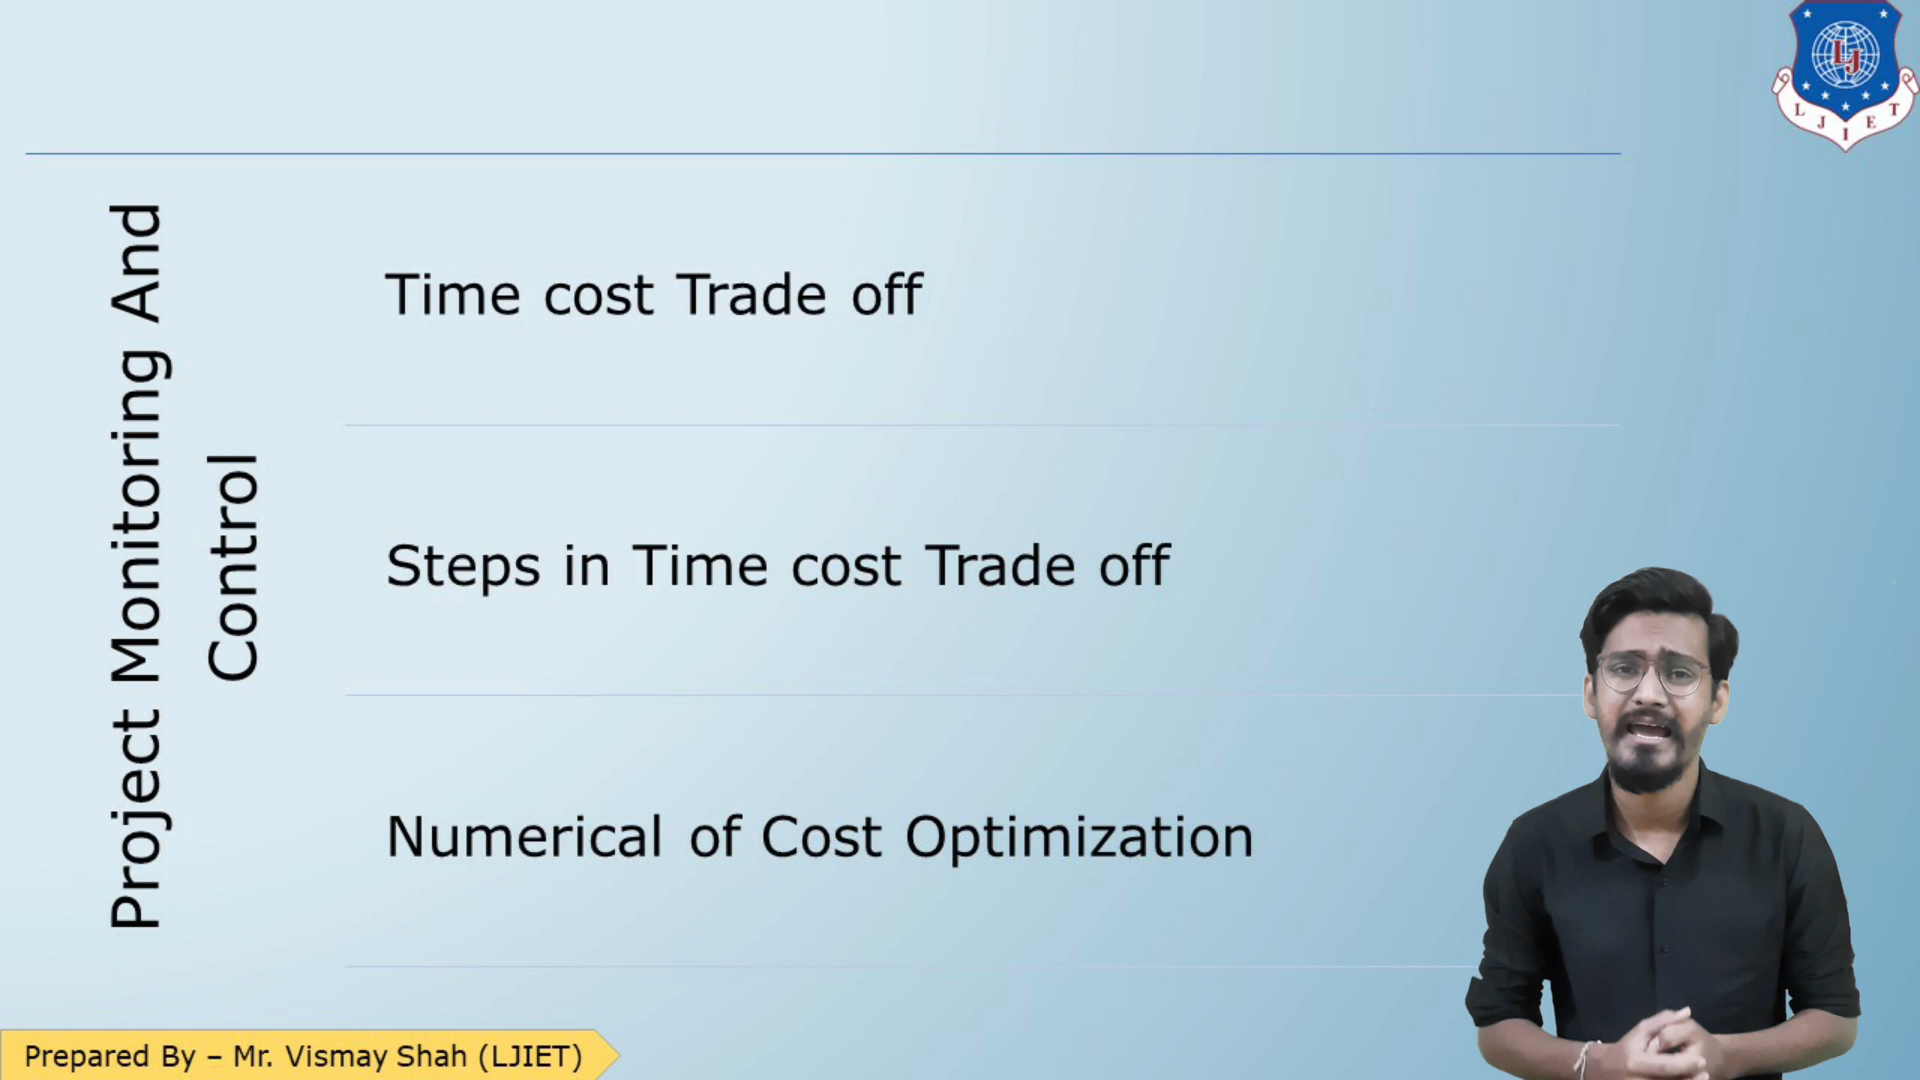 LJ
L J I E T
Project Monitoring And
Control
Time cost Trade off
Steps in Time cost Trade off
Numerical of Cost Optimization
Prepared By – Mr. Vismay Shah (LJIET)